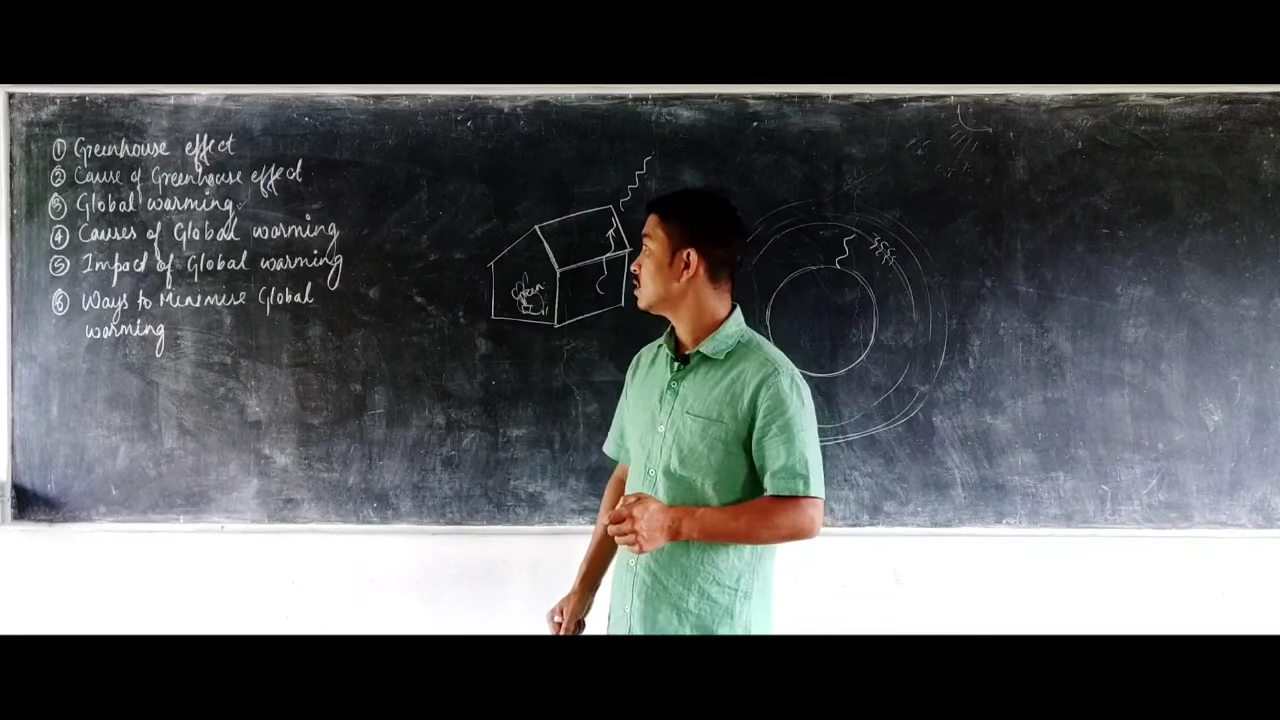 ① Greenhouse effect
② Cause of Greenhouse effect
③ Global warming.
④ Causes of Global warming
⑤ Impact of Global warming
⑥ Ways to Minimise Global
warming